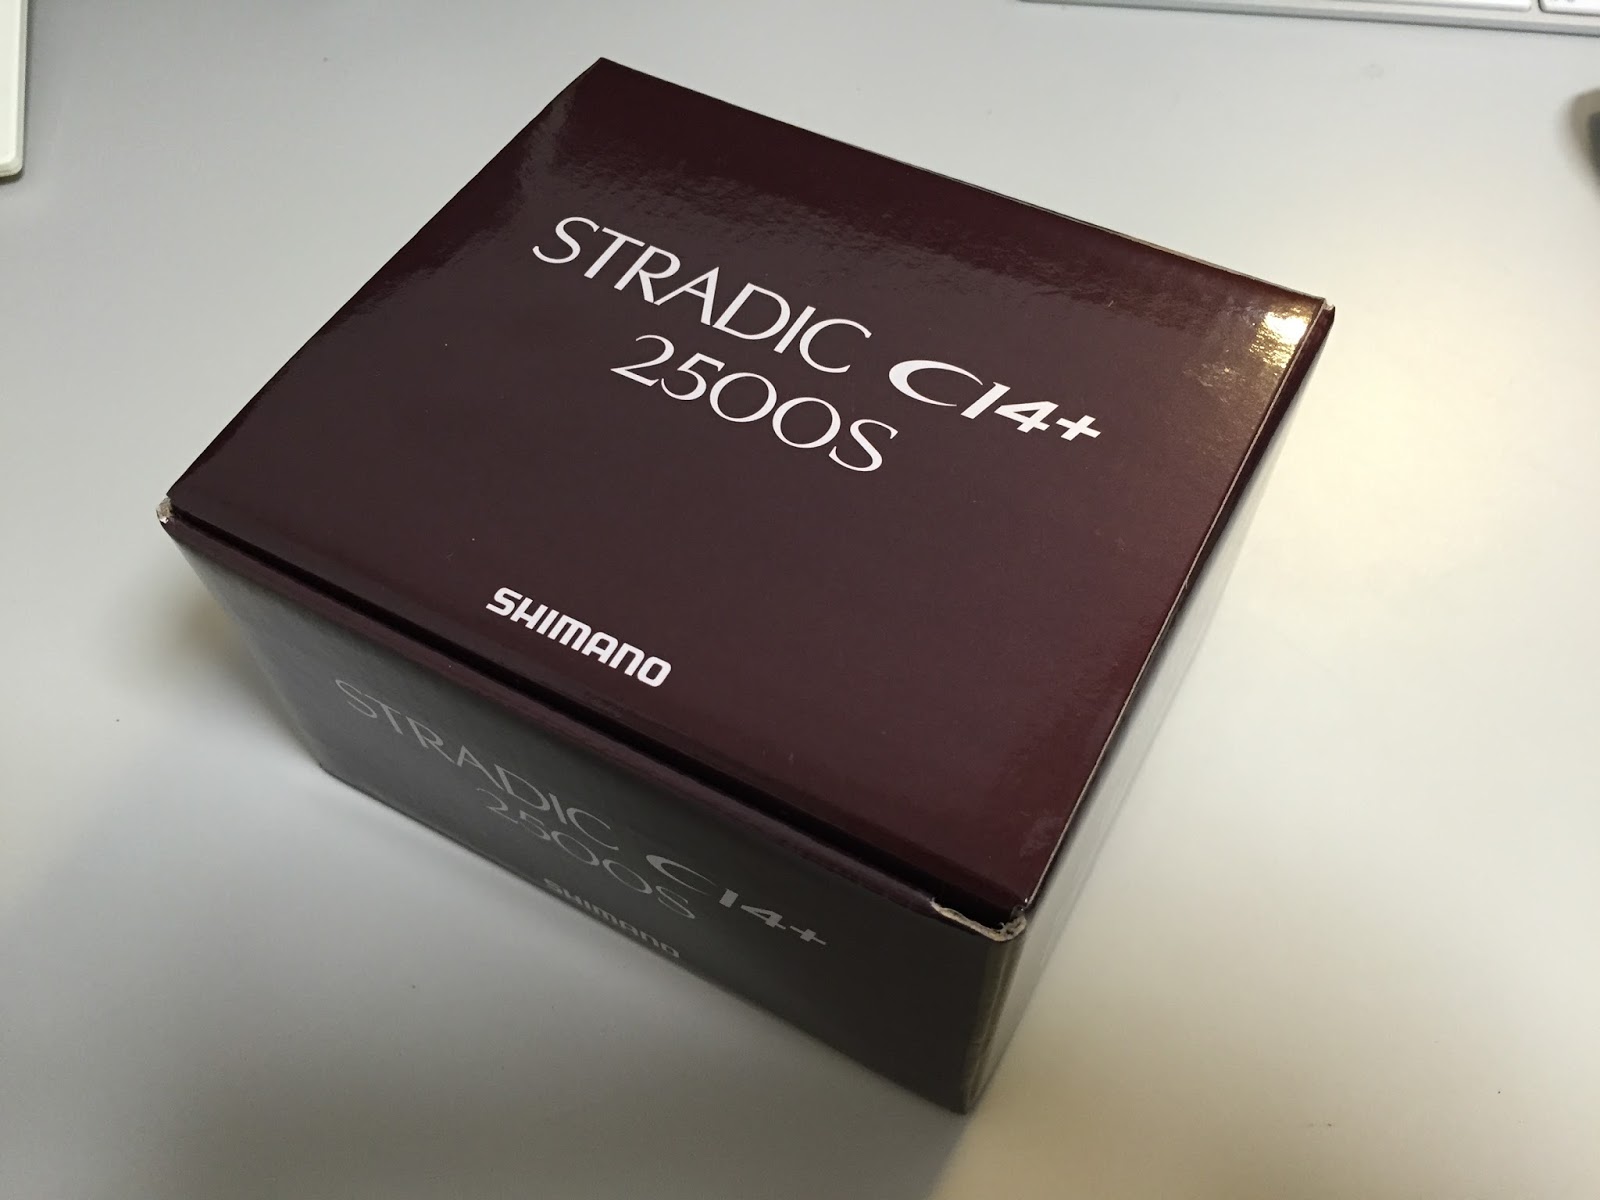 STRADIC CI4+
2500S
SHIMANO
STRADIC CI4+
2500S
SHIMANO